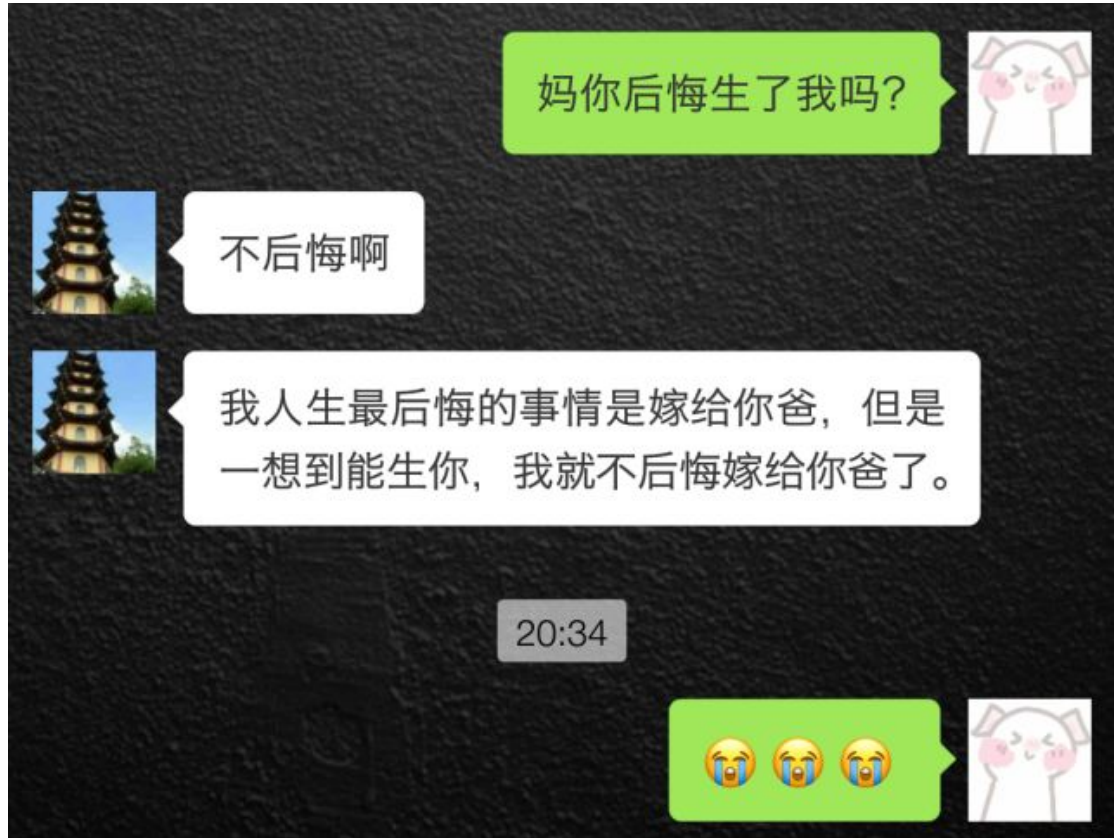 妈你后悔生了我吗？
不后悔啊
我人生最后悔的事情是嫁给你爸，但是
一想到能生你，我就不后悔嫁给你爸了。
20:34
😭😭😭